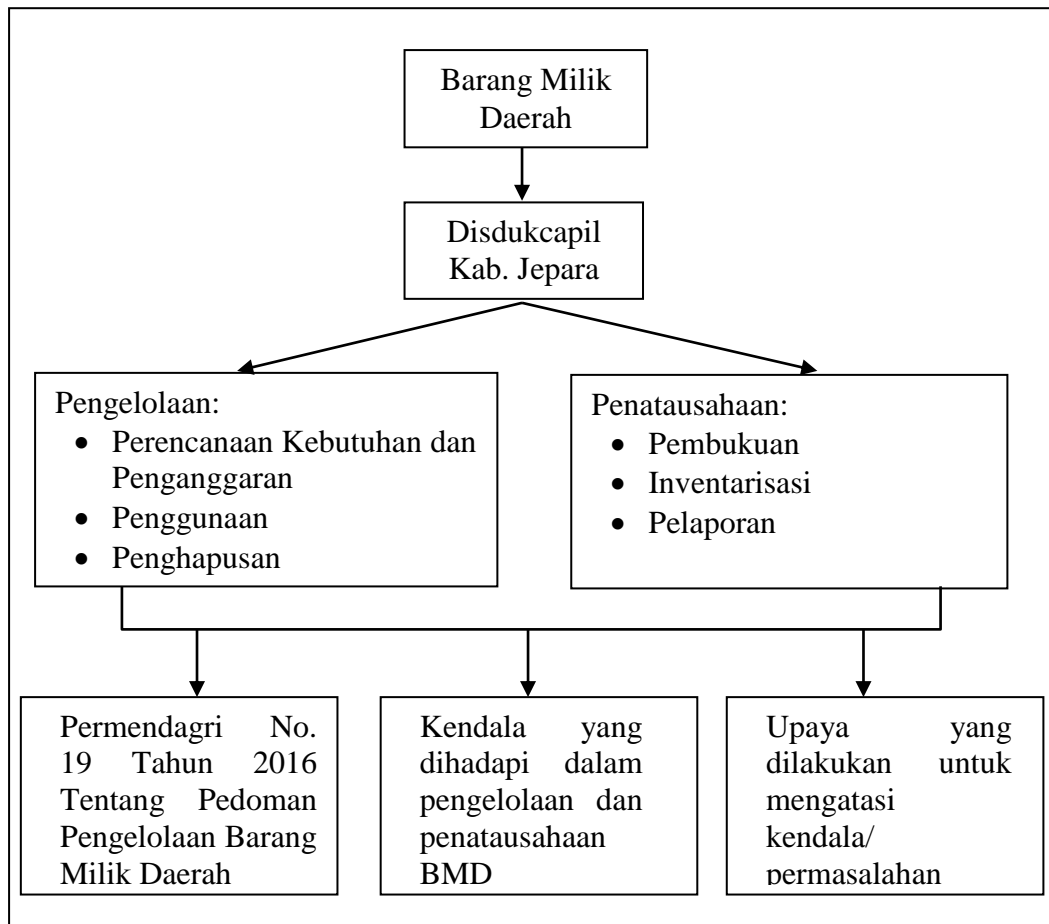 Barang Milik
Daerah
Disdukcapil
Kab. Jepara
Pengelolaan:
• Perencanaan Kebutuhan dan
Penganggaran
• Penggunaan
• Penghapusan
Penatausahaan:
• Pembukuan
• Inventarisasi
• Pelaporan
Permendagri No.
19 Tahun 2016
Tentang Pedoman
Pengelolaan Barang
Milik Daerah
Kendala yang
dihadapi dalam
pengelolaan dan
penatausahaan
BMD
Upaya yang
dilakukan untuk
mengatasi
kendala/
permasalahan